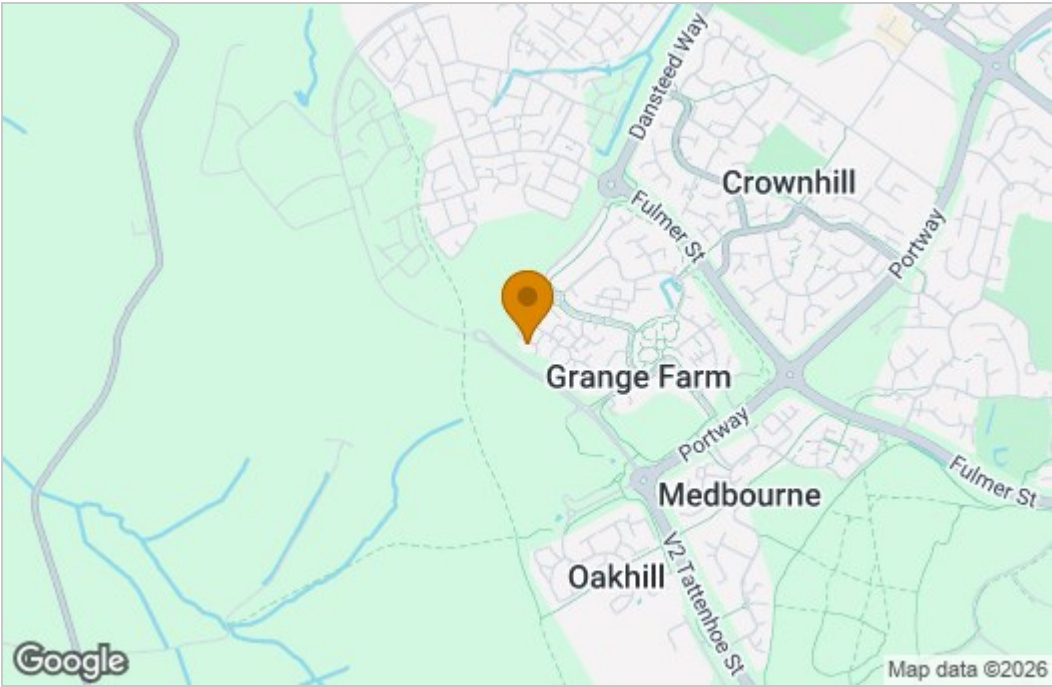 Dansteed Way
Crownhill
Fulmer St
Portway
Grange Farm
Portway
Medbourne
Fulmer St
Oakhill
V2 Tattenhoe St
Google
Map data ©2026